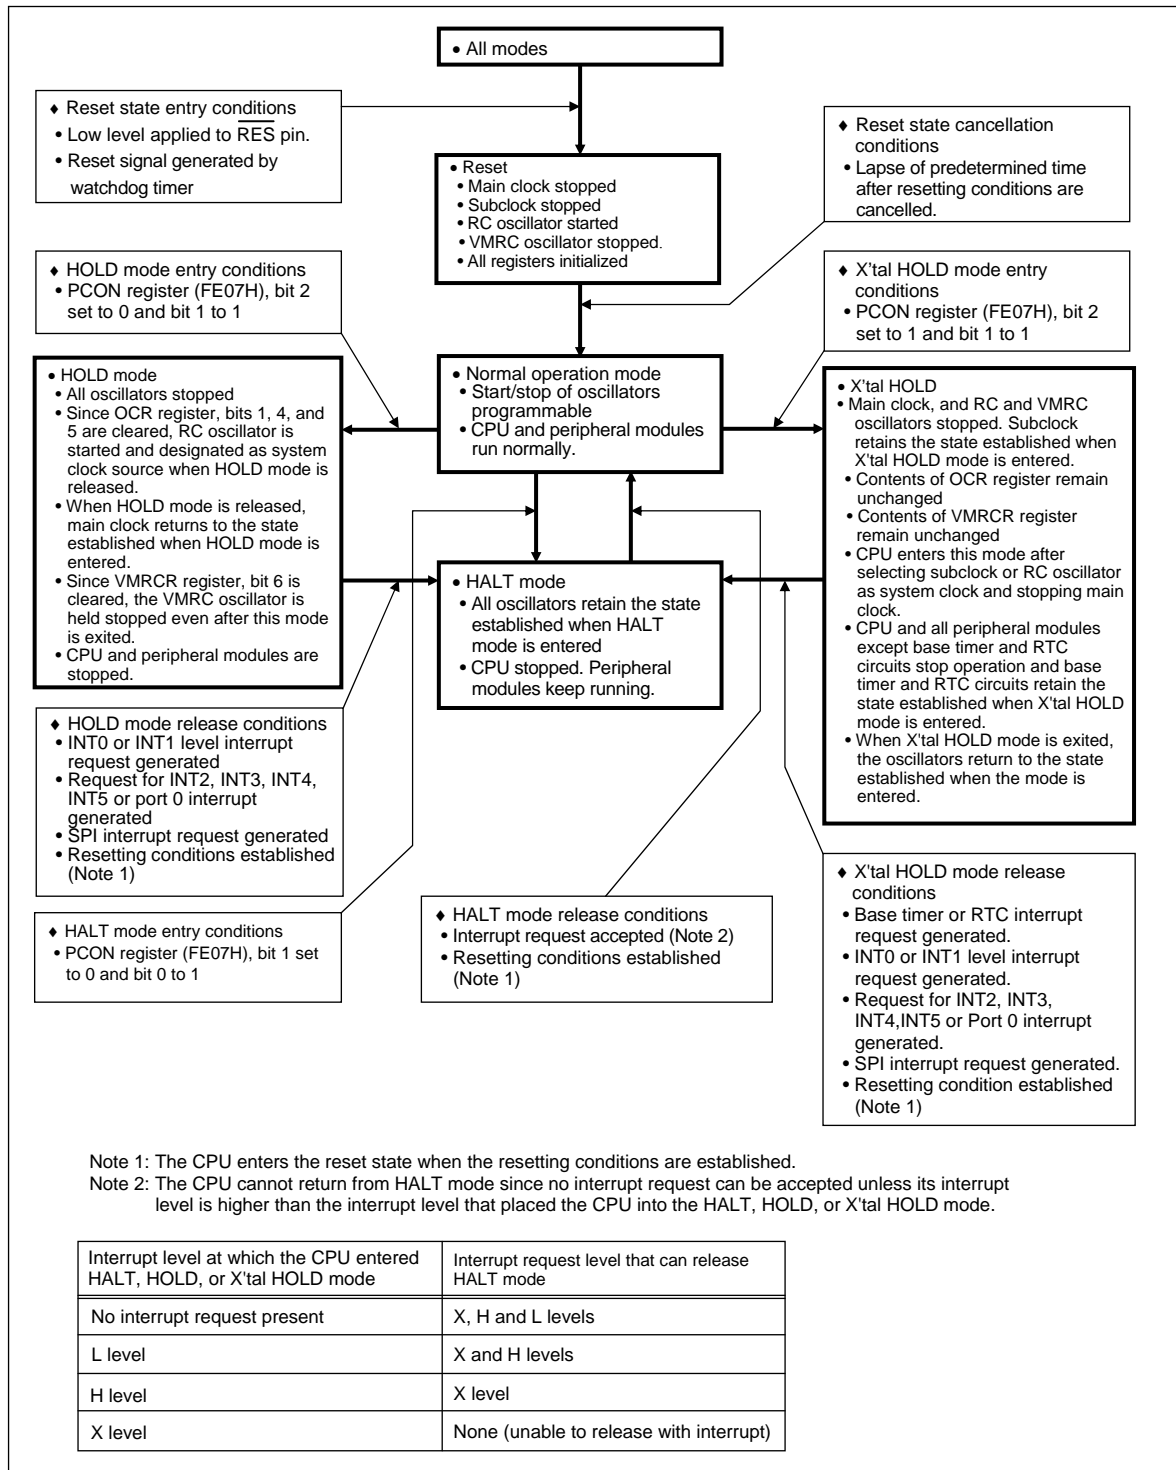 • All modes
♦ Reset state entry conditions
• Low level applied to RES pin.
• Reset signal generated by
watchdog timer
♦ Reset state cancellation
conditions
• Lapse of predetermined time
after resetting conditions are
cancelled.
• Reset
• Main clock stopped
• Subclock stopped
• RC oscillator started
• VMRC oscillator stopped.
• All registers initialized
♦ HOLD mode entry conditions
• PCON register (FE07H), bit 2
set to 0 and bit 1 to 1
♦ X'tal HOLD mode entry
conditions
• PCON register (FE07H), bit 2
set to 1 and bit 1 to 1
• HOLD mode
• All oscillators stopped
• Since OCR register, bits 1, 4, and
5 are cleared, RC oscillator is
started and designated as system
clock source when HOLD mode is
released.
• When HOLD mode is released,
main clock returns to the state
established when HOLD mode is
entered.
• Since VMRCR register, bit 6 is
cleared, the VMRC oscillator is
held stopped even after this mode
is exited.
• CPU and peripheral modules are
stopped.
• Normal operation mode
• Start/stop of oscillators
programmable
• CPU and peripheral modules
run normally.
• X'tal HOLD
• Main clock, and RC and VMRC
oscillators stopped. Subclock
retains the state established when
X'tal HOLD mode is entered.
• Contents of OCR register remain
unchanged
• Contents of VMRCR register
remain unchanged
• CPU enters this mode after
selecting subclock or RC oscillator
as system clock and stopping main
clock.
• CPU and all peripheral modules
except base timer and RTC
circuits stop operation and base
timer and RTC circuits retain the
state established when X'tal HOLD
mode is entered.
• When X'tal HOLD mode is exited,
the oscillators return to the state
established when the mode is
entered.
• HALT mode
• All oscillators retain the state
established when HALT
mode is entered
• CPU stopped. Peripheral
modules keep running.
♦ HOLD mode release conditions
• INT0 or INT1 level interrupt
request generated
• Request for INT2, INT3, INT4,
INT5 or port 0 interrupt
generated
• SPI interrupt request generated
• Resetting conditions established
(Note 1)
♦ HALT mode entry conditions
• PCON register (FE07H), bit 1 set
to 0 and bit 0 to 1
♦ HALT mode release conditions
• Interrupt request accepted (Note 2)
• Resetting conditions established
(Note 1)
♦ X'tal HOLD mode release
conditions
• Base timer or RTC interrupt
request generated.
• INT0 or INT1 level interrupt
request generated.
• Request for INT2, INT3,
INT4,INT5 or Port 0 interrupt
generated.
• SPI interrupt request generated.
• Resetting condition established
(Note 1)
Note 1: The CPU enters the reset state when the resetting conditions are established.
Note 2: The CPU cannot return from HALT mode since no interrupt request can be accepted unless its interrupt
level is higher than the interrupt level that placed the CPU into the HALT, HOLD, or X'tal HOLD mode.
Interrupt level at which the CPU entered
HALT, HOLD, or X'tal HOLD mode
Interrupt request level that can release
HALT mode
No interrupt request present
X, H and L levels
L level
X and H levels
H level
X level
X level
None (unable to release with interrupt)